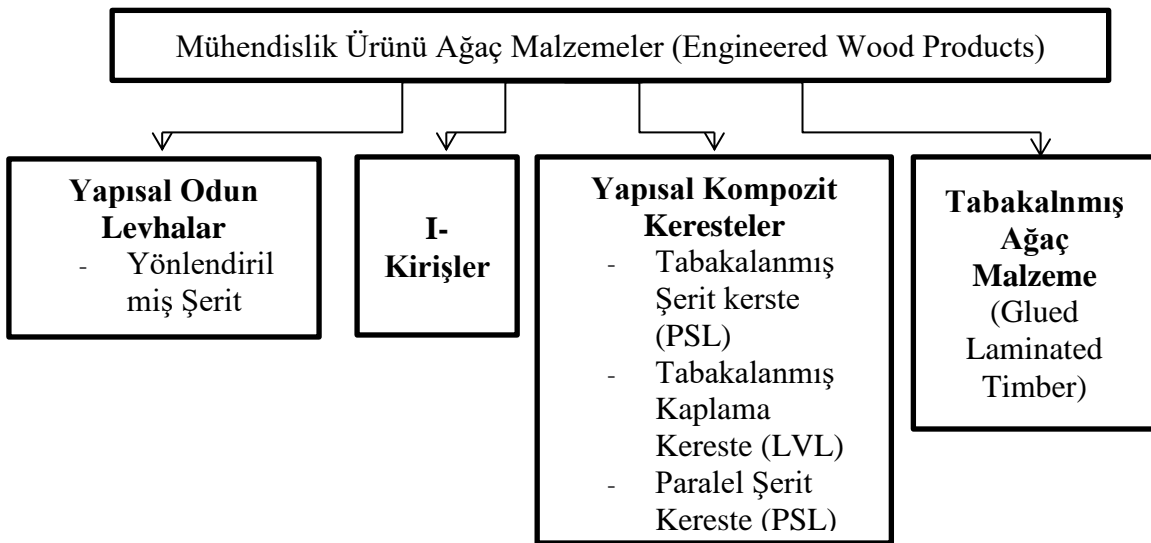 Mühendislik Ürünü Ağaç Malzemeler (Engineered Wood Products)
Yapısal Odun
Levhalar
- Yönlendiril
miş Şerit
I-
Kirişler
Yapısal Kompozit
Keresteler
- Tabakalanmış
Şerit kerste
(PSL)
- Tabakalanmış
Kaplama
Kereste (LVL)
- Paralel Şerit
Kereste (PSL)
Tabakalnmış
Ağaç
Malzeme
(Glued
Laminated
Timber)